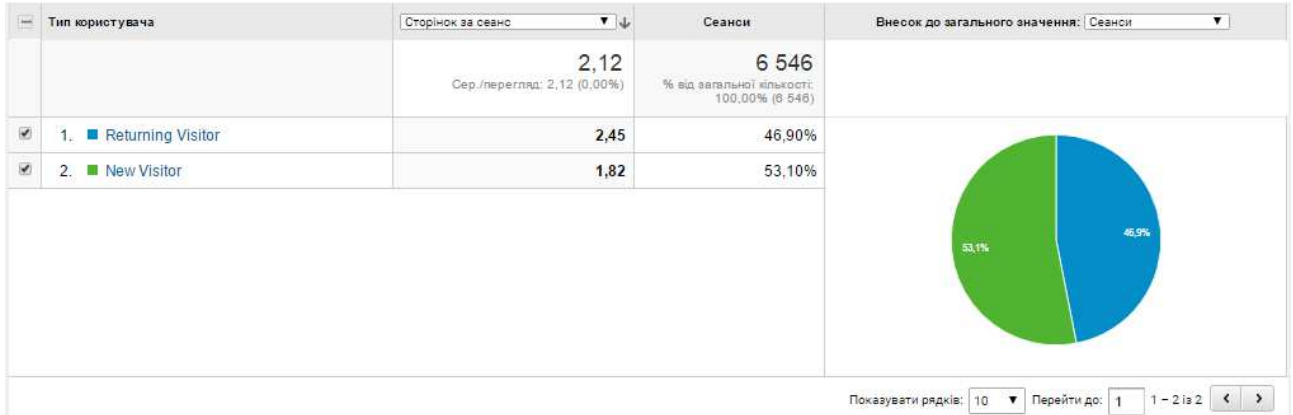 Тип користувача
Сторінок за сеанс
Сеанси
Внесок до загального значення: Сеанси
2,12
Сер./перегляд: 2,12 (0,00%)
6 546
% від загальної кількості:
100,00% (6 546)
1. Returning Visitor 2,45 46,90%
2. New Visitor 1,82 53,10%
46,9%
53,1%
Показувати рядків: 10 Перейти до: 1 1 – 2 із 2